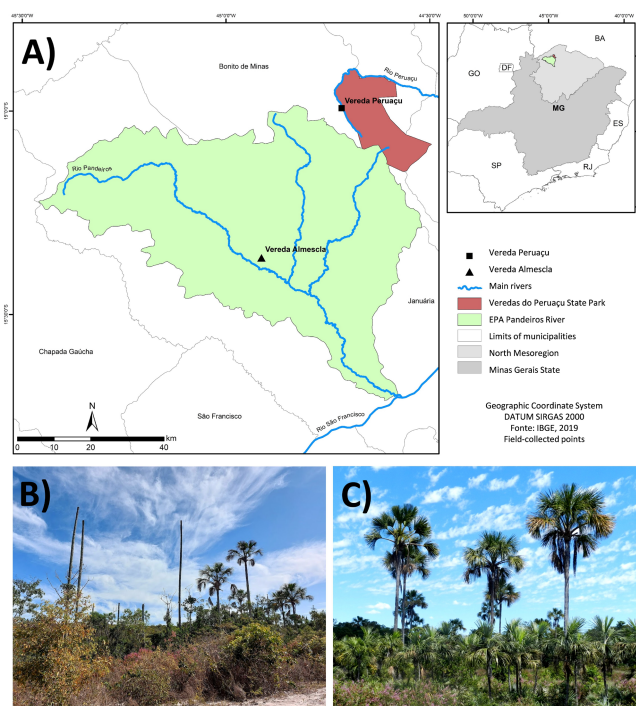 45°30'0"W
45°0'0"W
44°30'0"W
A)
Bonito de Minas
Rio Peruaçu
Vereda Peruaçu
15°0'0"S
Rio Pandeiros
Vereda Almescla
Januária
15°30'0"S
Chapada Gaúcha
São Francisco
Rio São Francisco
N
km
0 10 20 40
50°0'0"W
45°0'0"W
40°0'0"W
BA
GO
DF
MG
ES
SP
RJ
Vereda Peruaçu
Vereda Almescla
Main rivers
Veredas do Peruaçu State Park
EPA Pandeiros River
Limits of municipalities
North Mesoregion
Minas Gerais State
Geographic Coordinate System
DATUM SIRGAS 2000
Fonte: IBGE, 2019
Field-collected points
B)
C)